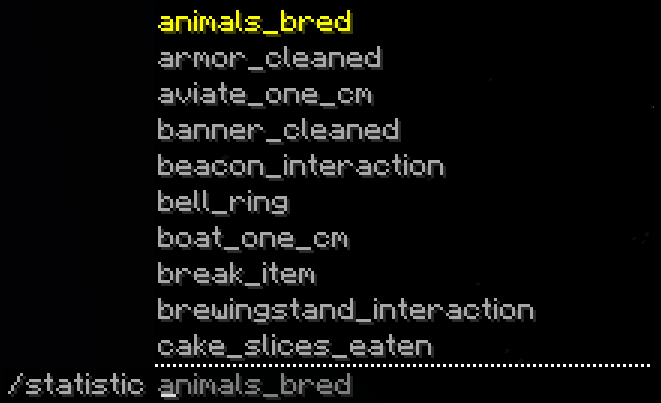 animals_bred
armor_cleaned
aviate_one_cm
banner_cleaned
beacon_interaction
bell_ring
boat_one_cm
break_item
brewingstand_interaction
cake_slices_eaten
/statistic animals_bred